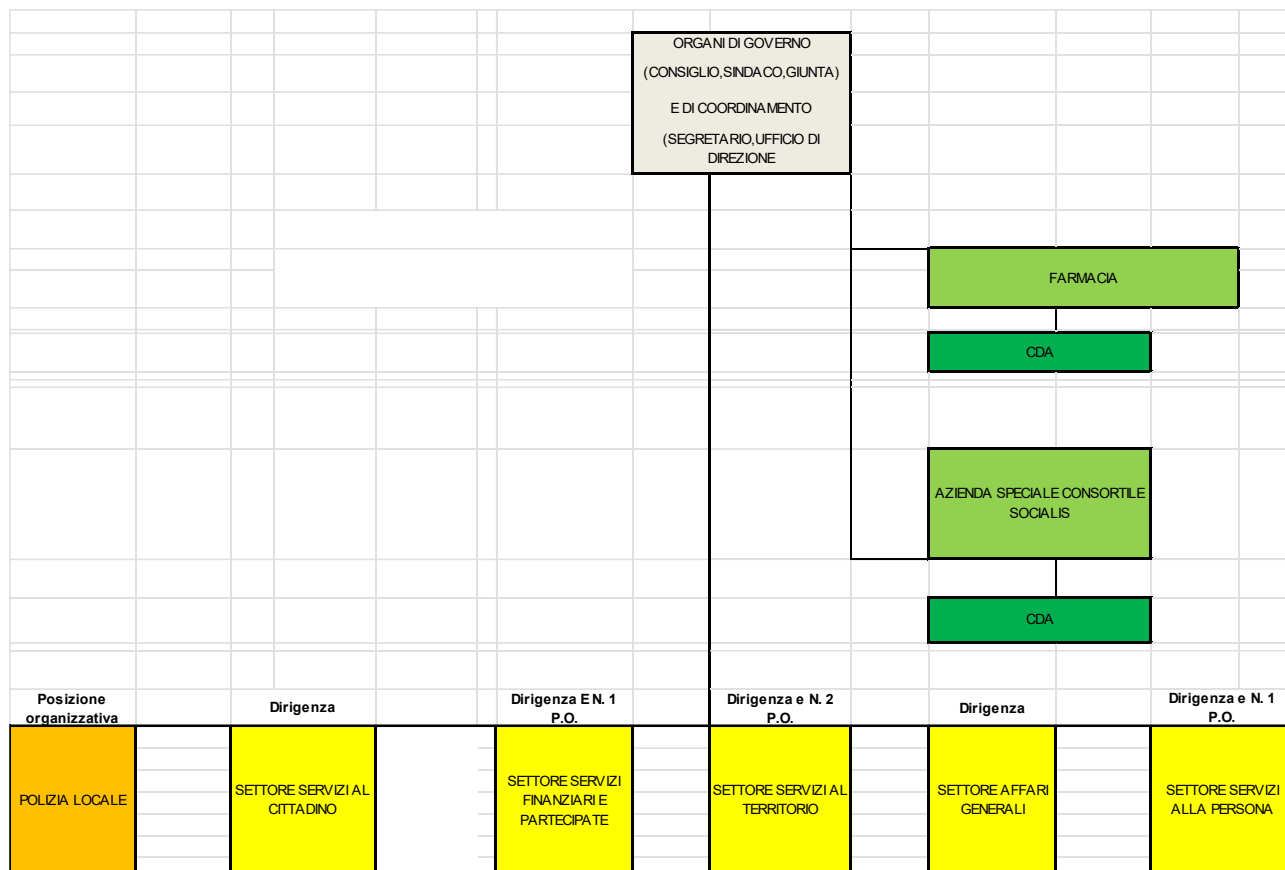 ORGANI DI GOVERNO
(CONSIGLIO,SINDACO,GIUNTA)
E DI COORDINAMENTO
(SEGRETARIO,UFFICIO DI
DIREZIONE
FARMACIA
CDA
AZIENDA SPECIALE CONSORTILE
SOCIALIS
CDA
Posizione
organizzativa
Dirigenza
Dirigenza E N. 1
P.O.
Dirigenza e N. 2
P.O.
Dirigenza
Dirigenza e N. 1
P.O.
POLIZIA LOCALE
SETTORE SERVIZI AL
CITTADINO
SETTORE SERVIZI
FINANZIARI E
PARTECIPATE
SETTORE SERVIZI AL
TERRITORIO
SETTORE AFFARI
GENERALI
SETTORE SERVIZI
ALLA PERSONA